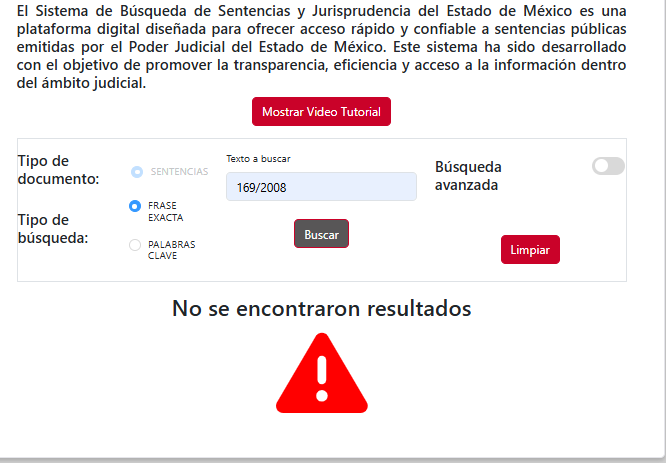 El Sistema de Búsqueda de Sentencias y Jurisprudencia del Estado de México es una
plataforma digital diseñada para ofrecer acceso rápido y confiable a sentencias públicas
emitidas por el Poder Judicial del Estado de México. Este sistema ha sido desarrollado
con el objetivo de promover la transparencia, eficiencia y acceso a la información dentro
del ámbito judicial.
Mostrar Video Tutorial
Tipo de
documento:
SENTENCIAS
Texto a buscar
169/2008
Búsqueda
avanzada
Tipo de
búsqueda:
FRASE
EXACTA
PALABRAS
CLAVE
Buscar
Limpiar
No se encontraron resultados